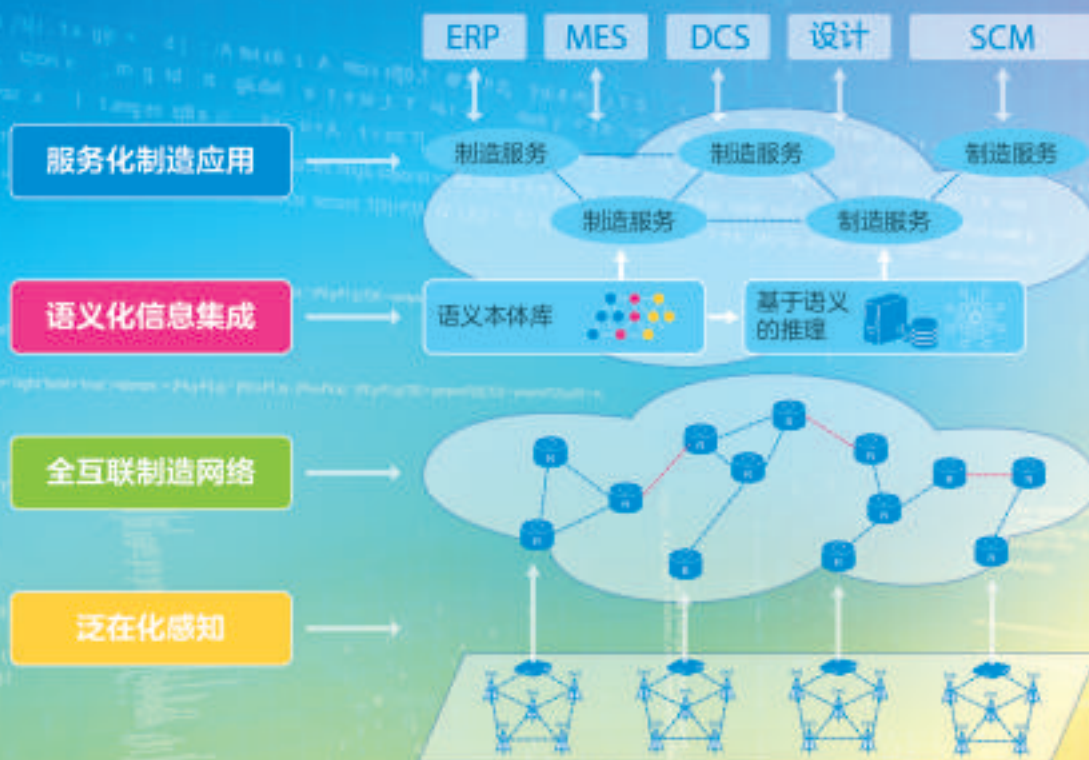 ERP
MES
DCS
设计
SCM
服务化制造应用
制造服务
制造服务
制造服务
制造服务
制造服务
语义化信息集成
语义本体库
基于语义
的推理
全互联制造网络
泛在化感知